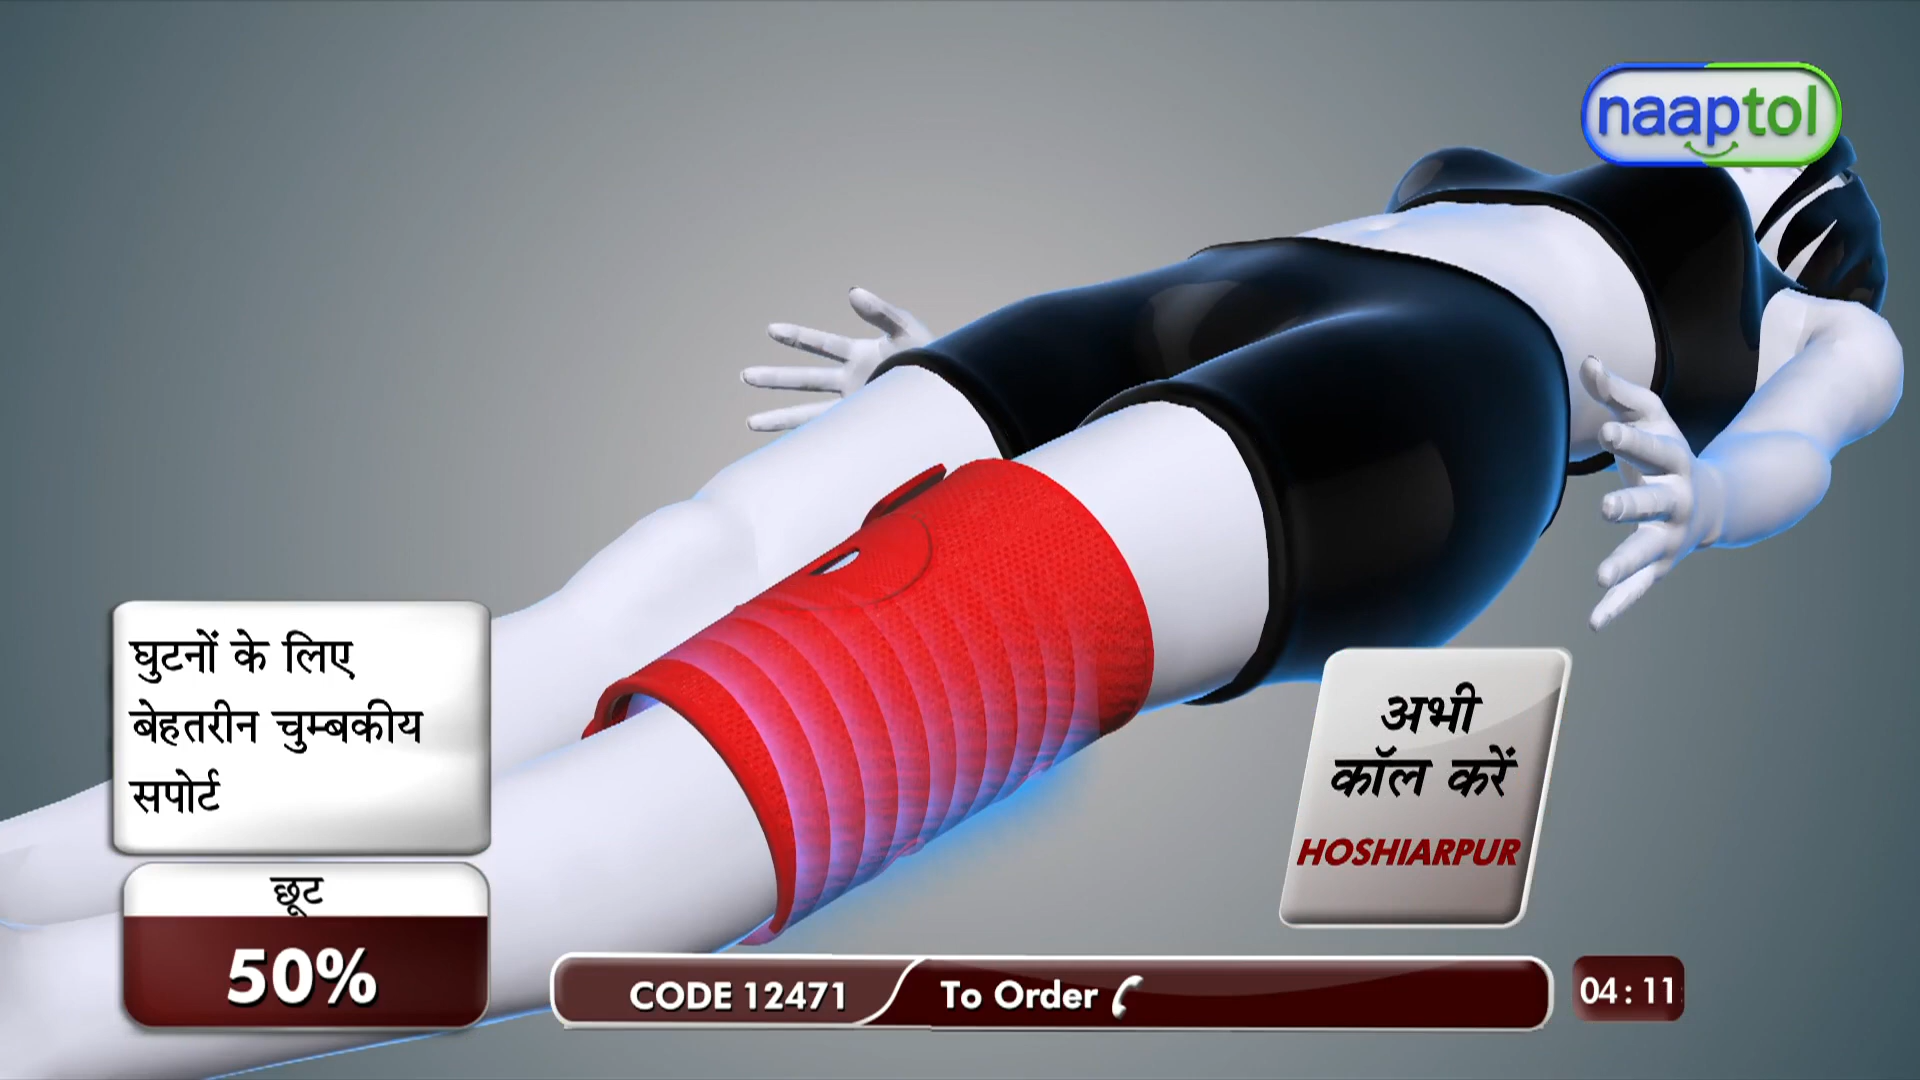 naaptol
घुटनों के लिए
बेहतरीन चुम्बकीय
सपोर्ट
छूट
50%
अभी
कॉल करें
HOSHIARPUR
CODE 12471
To Order
04 : 11